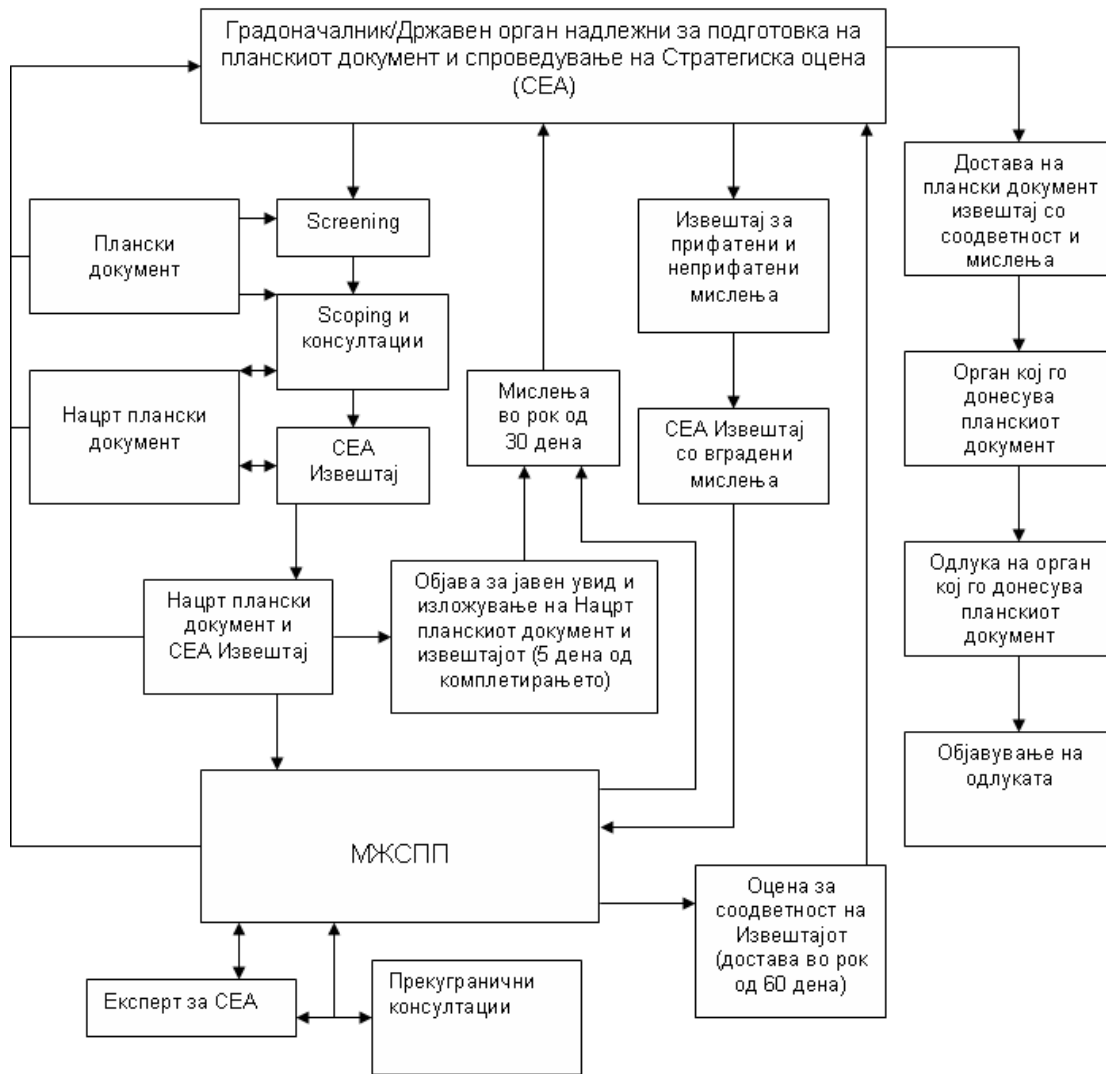 Градоначалник/Државен орган надлежни за подготовка на
планскиот документ и спроведување на Стратегиска оцена
(СЕА)
Плански
документ
Screening
Scoping и
консултации
Нацрт плански
документ
СЕА
Извештај
Мислења
во рок од
30 дена
Извештај за
прифатени и
неприфатени
мислења
СЕА Извештај
со вградени
мислења
Достава на
плански документ
извештај со
соодветност и
мислења
Орган кој го
донесува
планскиот
документ
Одлука на орган
кој го донесува
планскиот
документ
Објавување на
одлуката
Нацрт плански
документ и
СЕА Извештај
Објава за јавен увид и
изложување на Нацрт
планскиот документ и
извештајот (5 дена од
комплетирањето)
МЖСПП
Оцена за
соодветност на
Извештајот
(достава во рок
од 60 дена)
Експерт за СЕА
Прекугранични
консултации